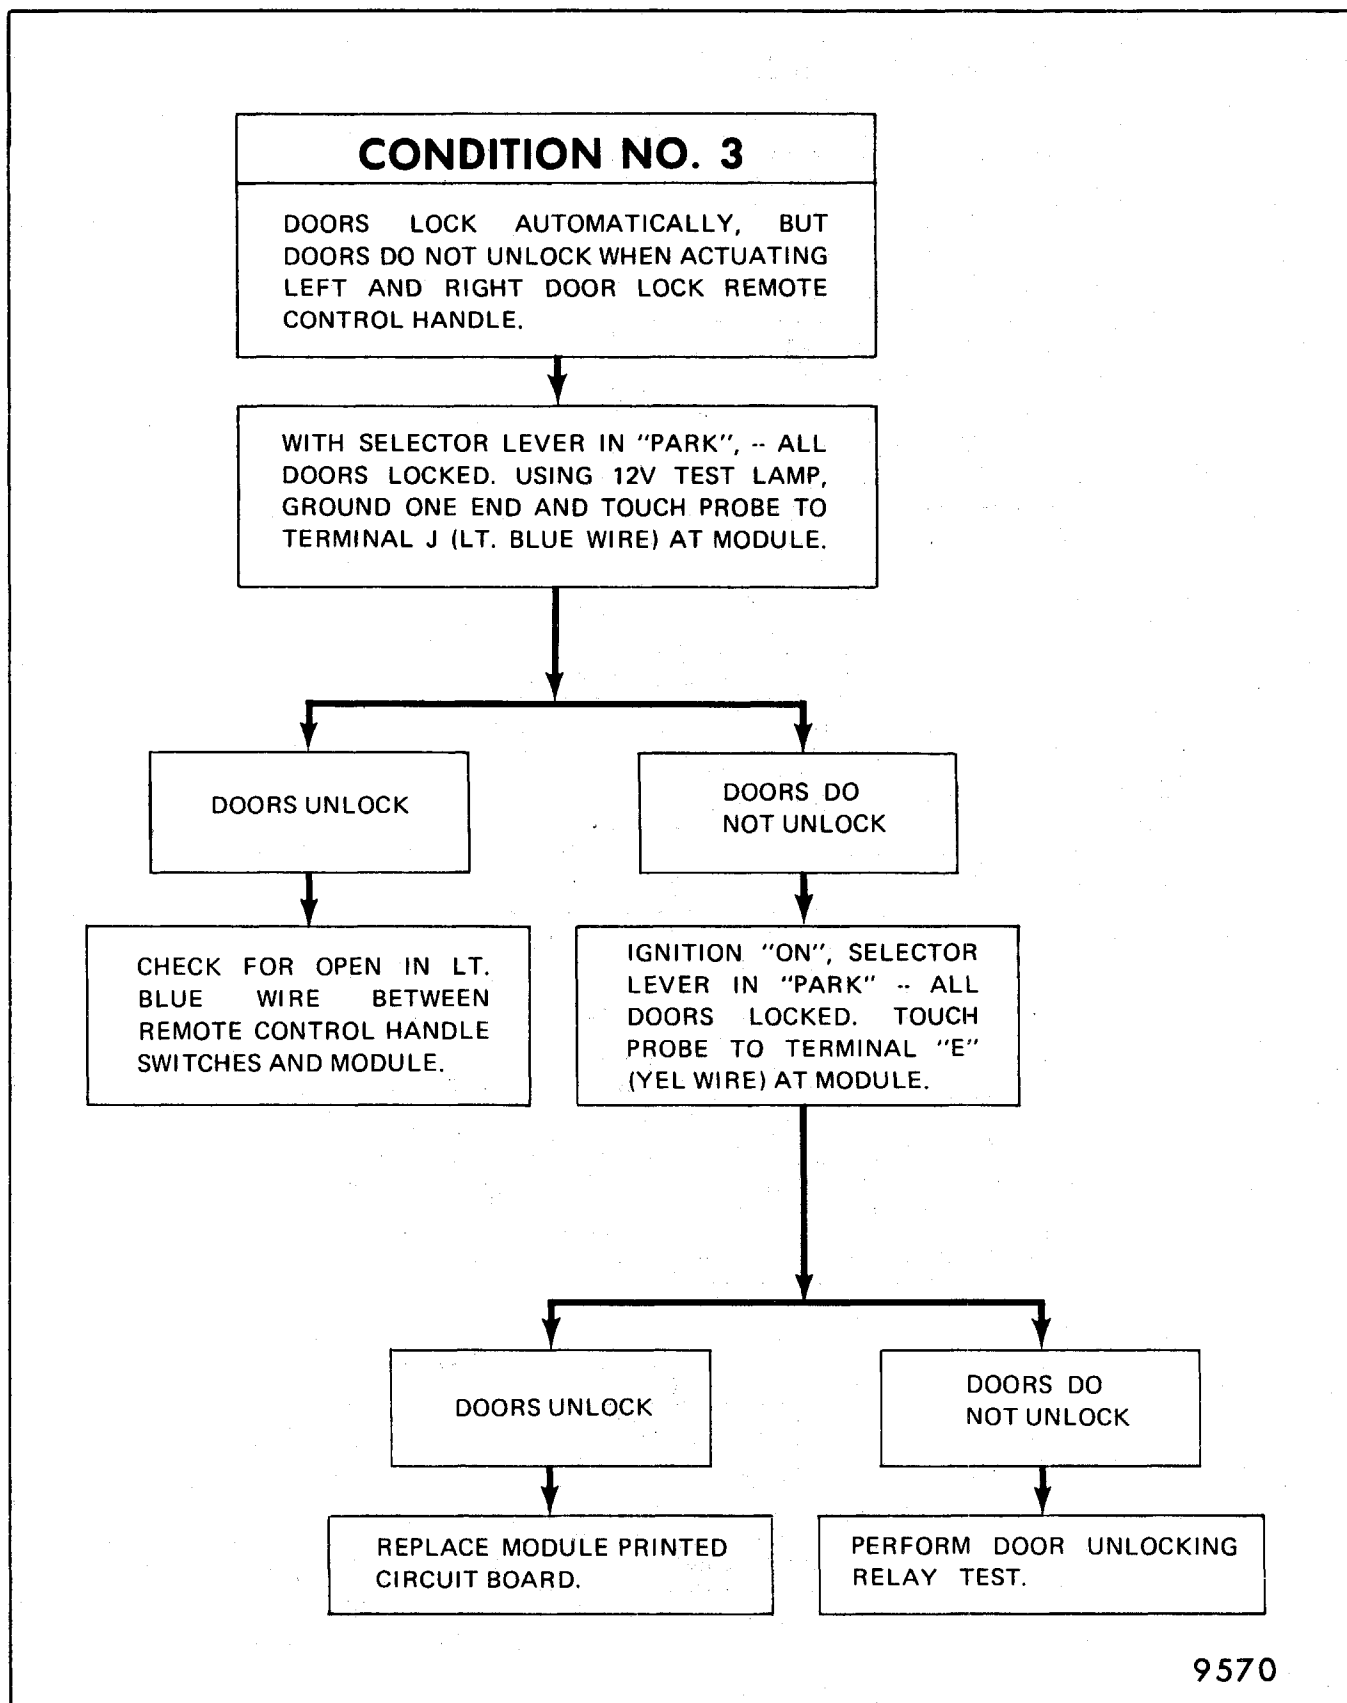 CONDITION NO. 3
DOORS LOCK AUTOMATICALLY, BUT
DOORS DO NOT UNLOCK WHEN ACTUATING
LEFT AND RIGHT DOOR LOCK REMOTE
CONTROL HANDLE.
WITH SELECTOR LEVER IN "PARK", -- ALL
DOORS LOCKED. USING 12V TEST LAMP,
GROUND ONE END AND TOUCH PROBE TO
TERMINAL J (LT. BLUE WIRE) AT MODULE.
DOORS UNLOCK
DOORS DO
NOT UNLOCK
CHECK FOR OPEN IN LT.
BLUE WIRE BETWEEN
REMOTE CONTROL HANDLE
SWITCHES AND MODULE.
IGNITION "ON", SELECTOR
LEVER IN "PARK" -- ALL
DOORS LOCKED. TOUCH
PROBE TO TERMINAL "E"
(YEL WIRE) AT MODULE.
DOORS UNLOCK
DOORS DO
NOT UNLOCK
REPLACE MODULE PRINTED
CIRCUIT BOARD.
PERFORM DOOR UNLOCKING
RELAY TEST.
9570